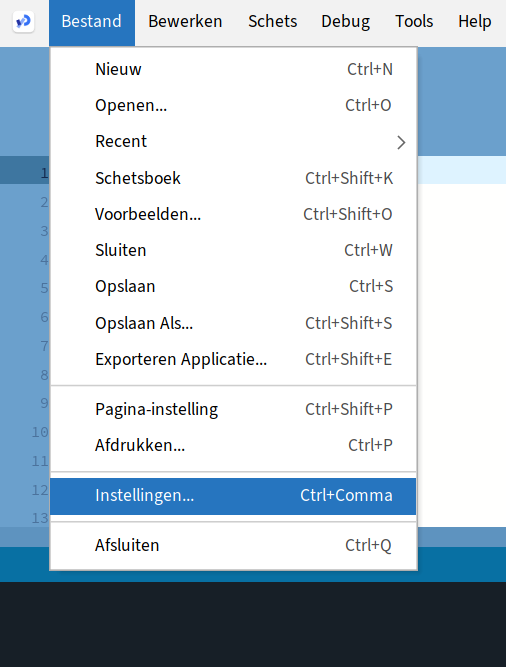 Bestand Bewerken Schets Debug Tools Help
Nieuw Ctrl+N
Openen... Ctrl+O
Recent
Schetsboek Ctrl+Shift+K
Voorbeelden... Ctrl+Shift+O
Sluiten Ctrl+W
Opslaan Ctrl+S
Opslaan Als... Ctrl+Shift+S
Exporteren Applicatie... Ctrl+Shift+E
Pagina-instelling Ctrl+Shift+P
Afdrukken... Ctrl+P
Instellingen... Ctrl+Comma
Afsluiten Ctrl+Q
1
2
3
4
5
6
7
8
9
10
11
12
13